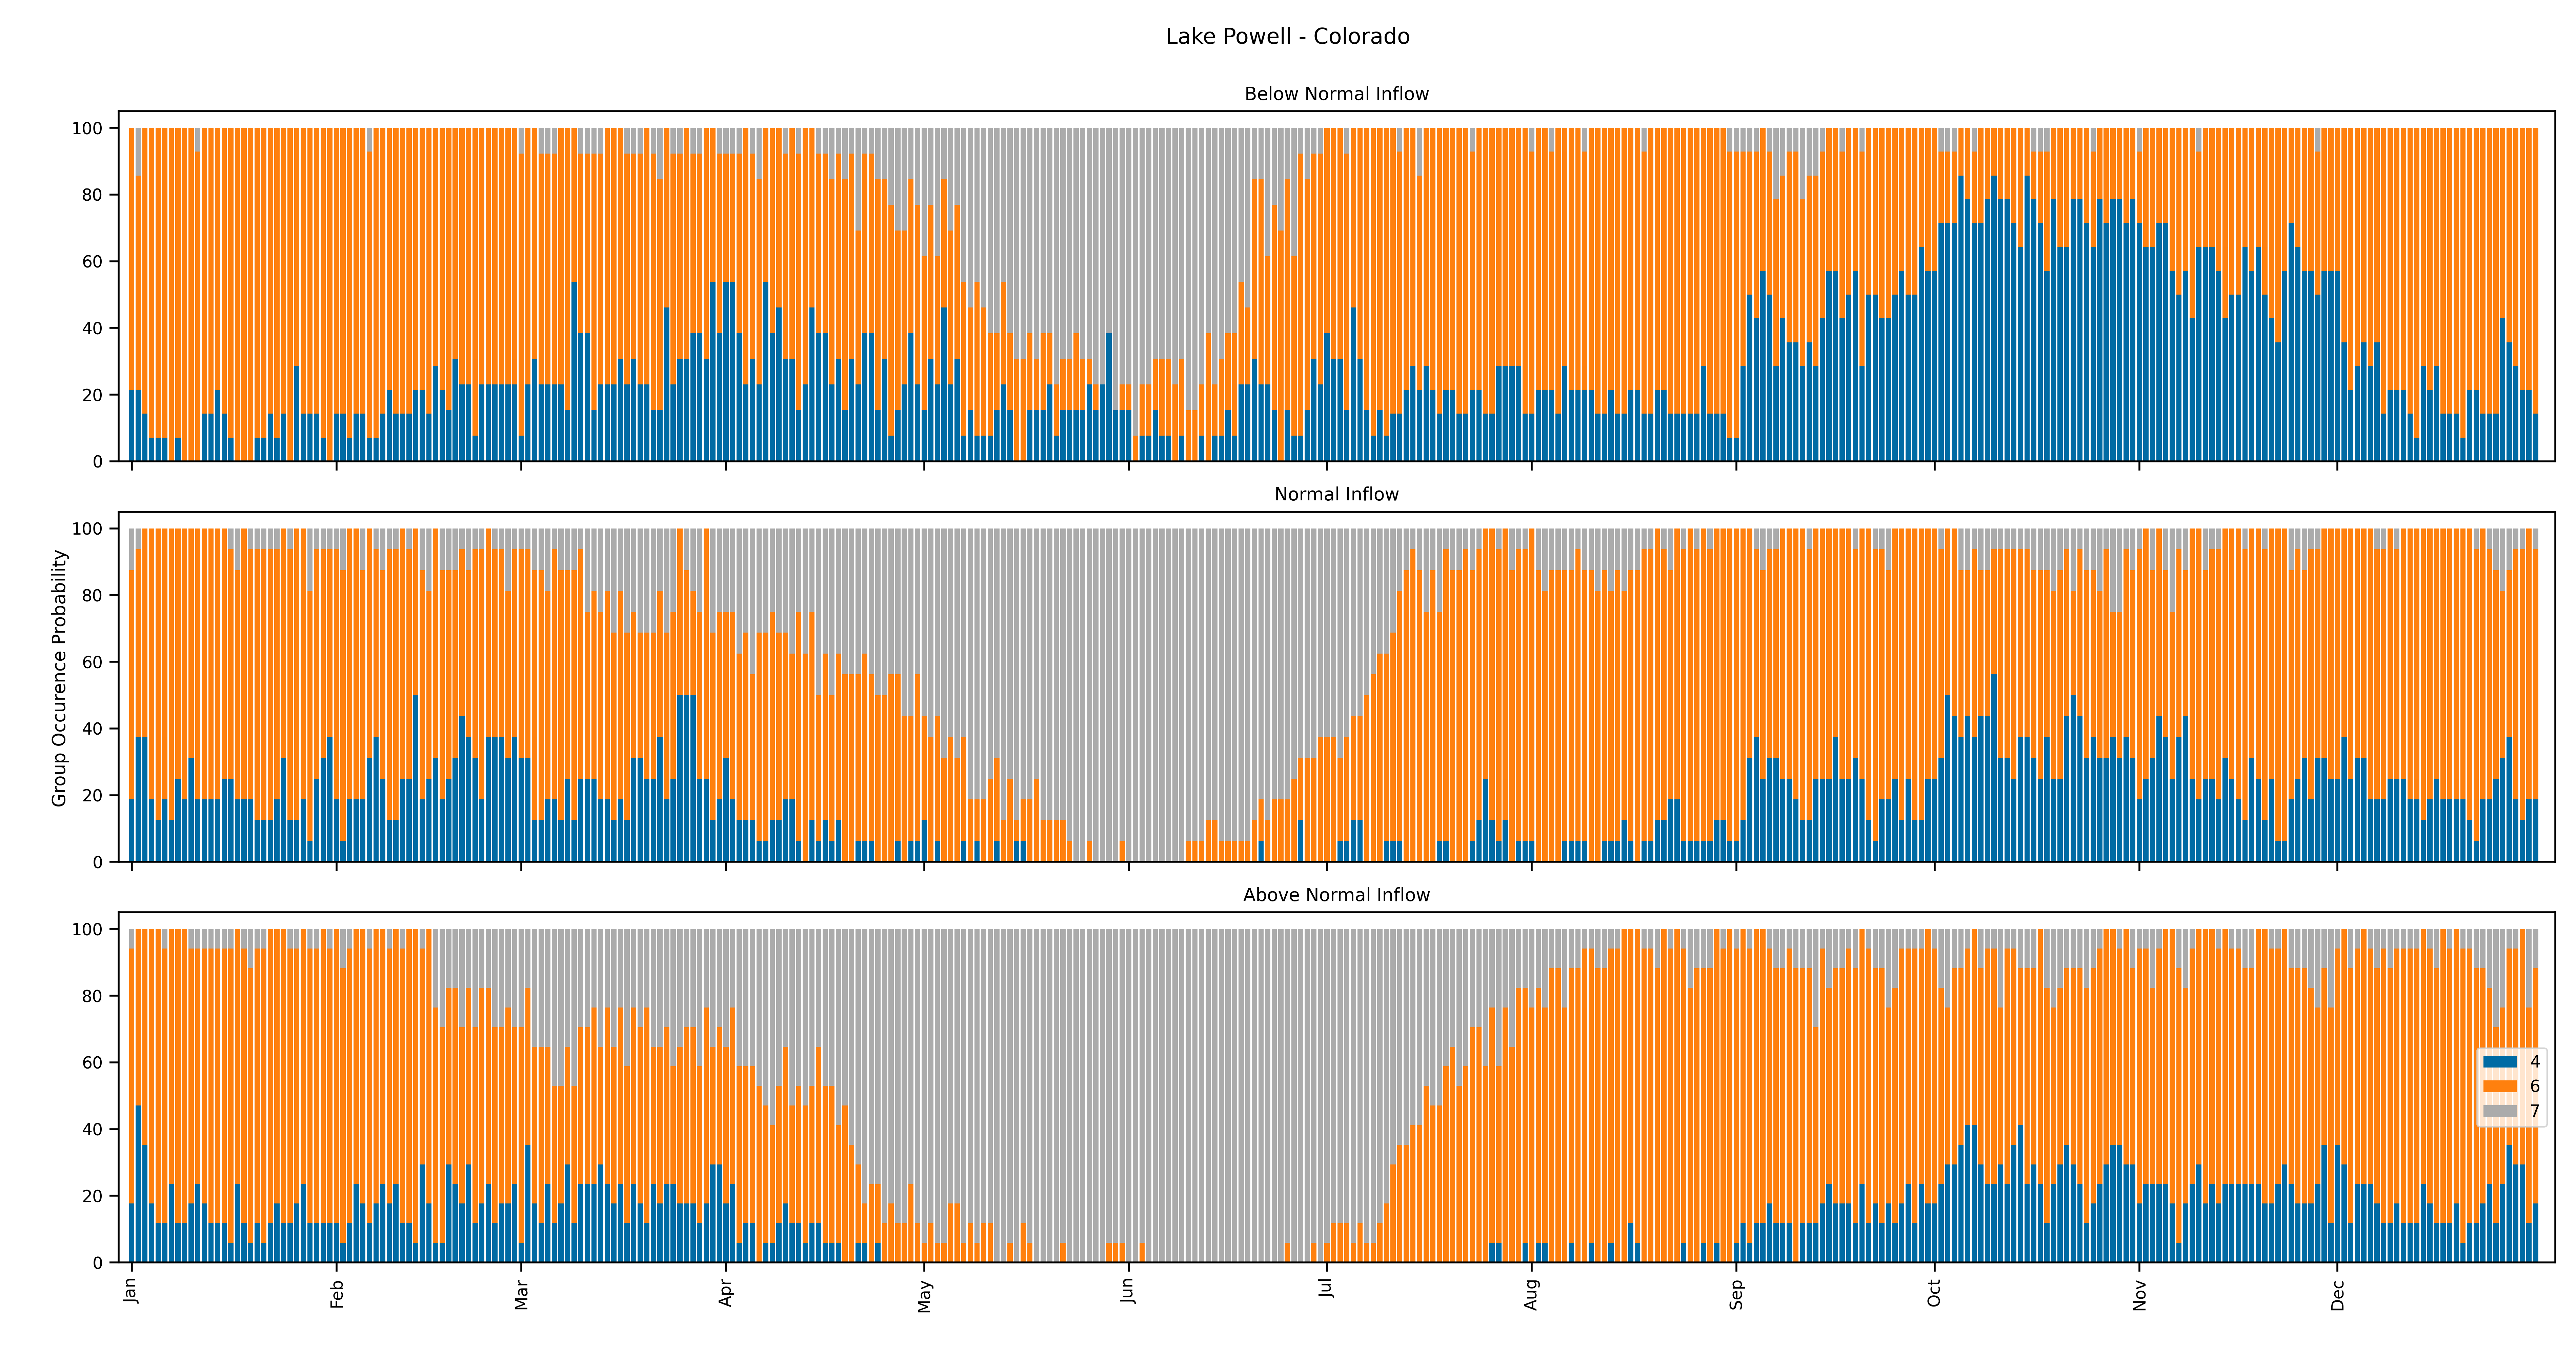 Lake Powell - Colorado
Below Normal Inflow
100
80
60
40
20
0
Normal Inflow
Group Occurence Probability
100
80
60
40
20
0
Above Normal Inflow
100
80
60
40
20
0
4
6
7
Jan
Feb
Mar
Apr
May
Jun
Jul
Aug
Sep
Oct
Nov
Dec